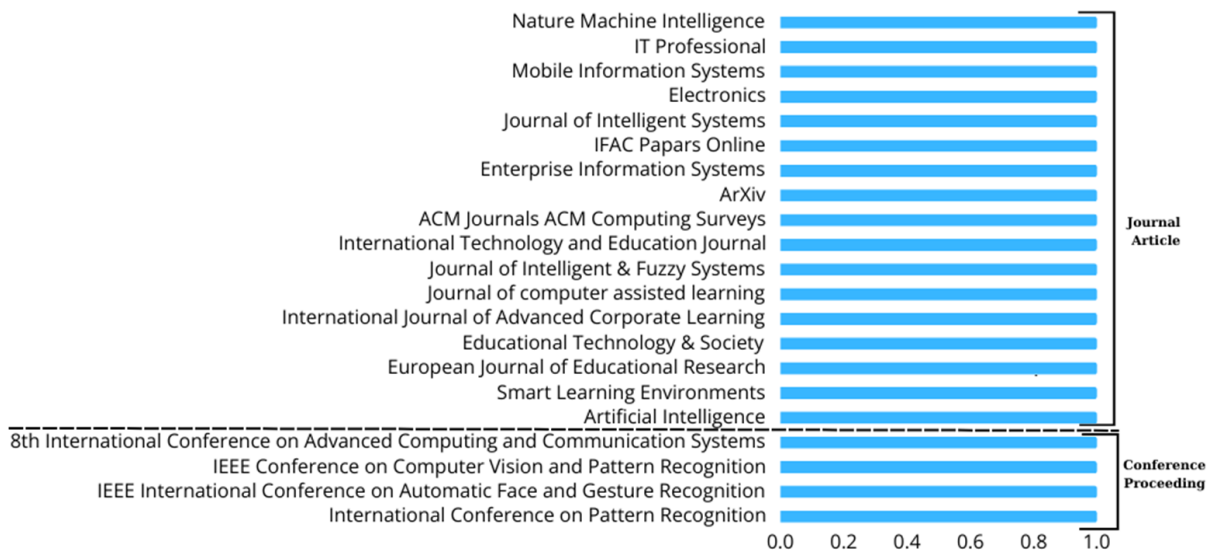 Nature Machine Intelligence
IT Professional
Mobile Information Systems
Electronics
Journal of Intelligent Systems
IFAC Papars Online
Enterprise Information Systems
ArXiv
ACM Journals ACM Computing Surveys
International Technology and Education Journal
Journal of Intelligent & Fuzzy Systems
Journal of computer assisted learning
International Journal of Advanced Corporate Learning
Educational Technology & Society
European Journal of Educational Research
Smart Learning Environments
Artificial Intelligence
Journal
Article
8th International Conference on Advanced Computing and Communication Systems
IEEE Conference on Computer Vision and Pattern Recognition
IEEE International Conference on Automatic Face and Gesture Recognition
International Conference on Pattern Recognition
Conference
Proceeding
0.0 0.2 0.4 0.6 0.8 1.0